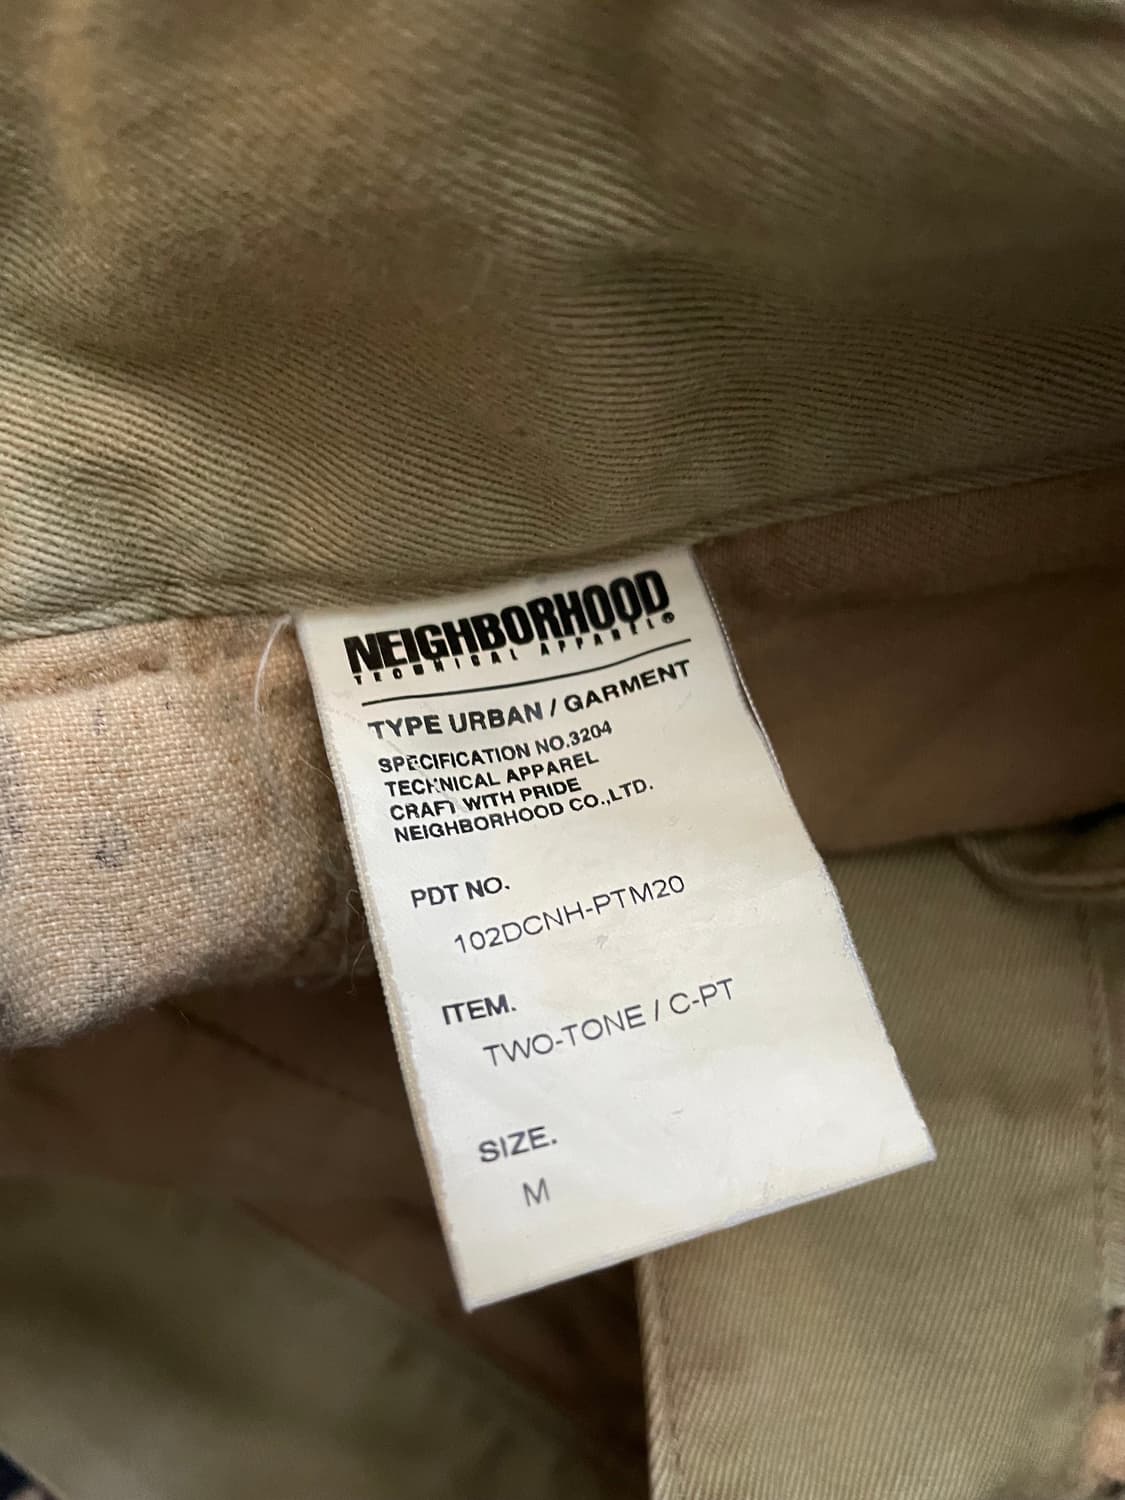 NEIGHBORHOOD
TECHNICAL APPAREL®
TYPE URBAN / GARMENT
SPECIFICATION NO.3204
TECHNICAL APPAREL
CRAFT WITH PRIDE
NEIGHBORHOOD CO.,LTD.
PDT NO.
102DCNH-PTM20
ITEM.
TWO-TONE / C-PT
SIZE.
M